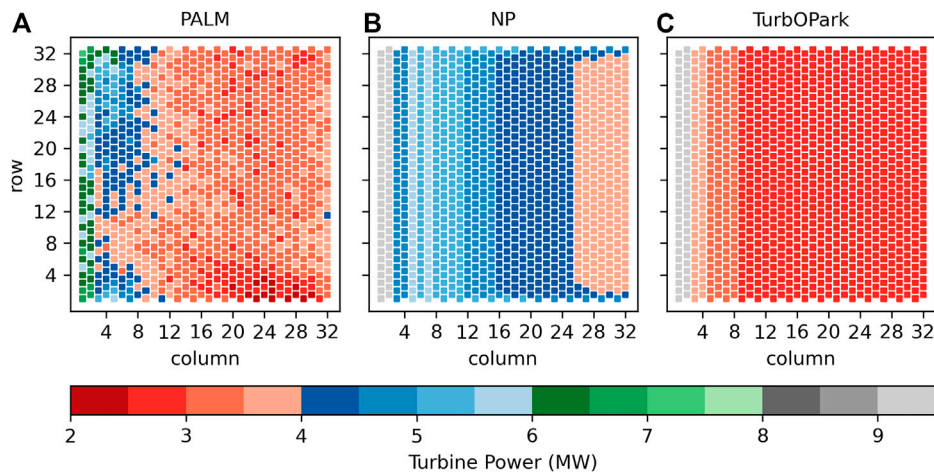 A PALM B NP C TurbOPark
row
32
28
24
20
16
12
8
4
4 8 12 16 20 24 28 32 4 8 12 16 20 24 28 32 4 8 12 16 20 24 28 32
column column column
2 3 4 5 6 7 8 9
Turbine Power (MW)